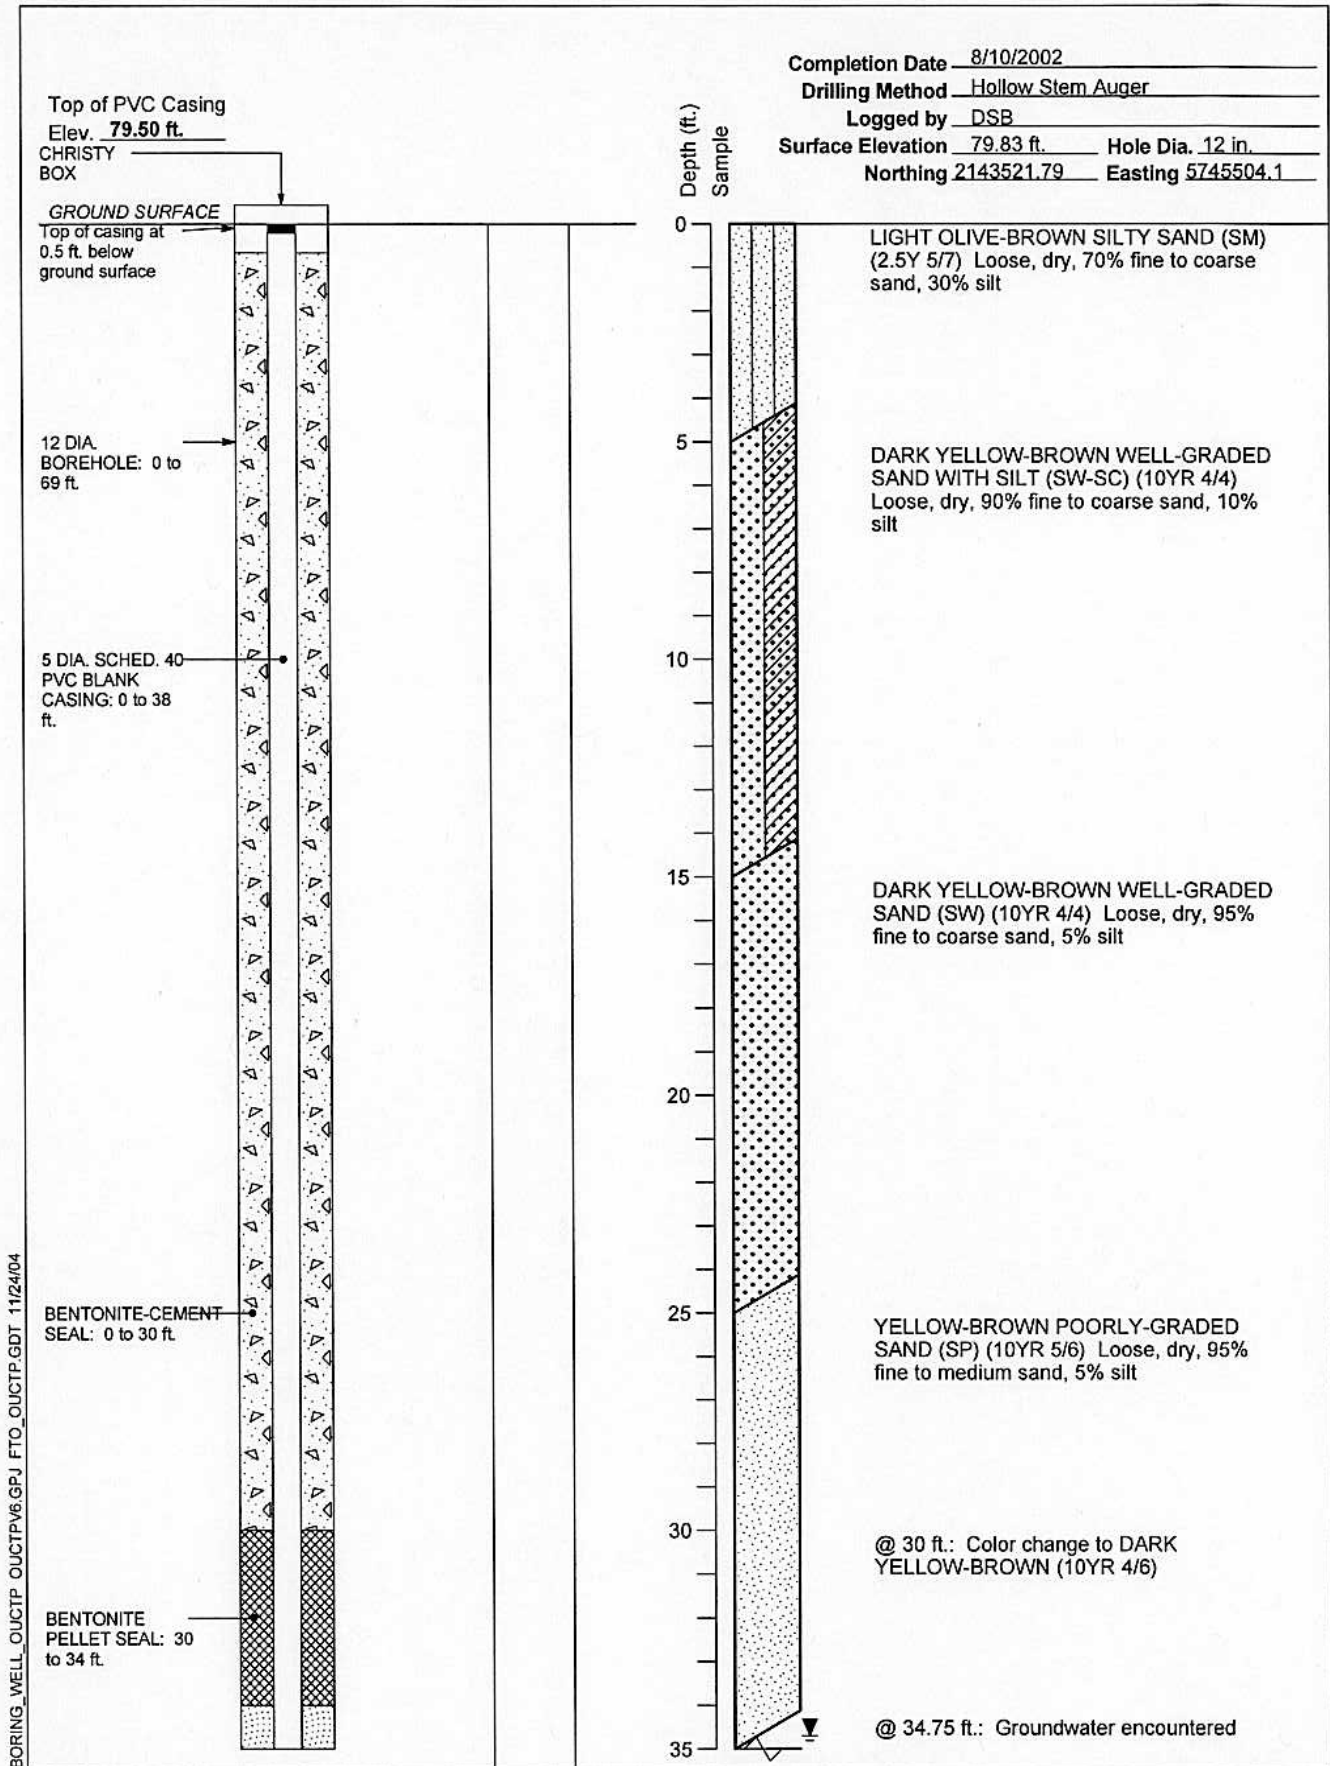 Completion Date 8/10/2002
Drilling Method Hollow Stem Auger
Logged by DSB
Surface Elevation 79.83 ft. Hole Dia. 12 in.
Northing 2143521.79 Easting 5745504.1
Top of PVC Casing
Elev. 79.50 ft.
CHRISTY
BOX
GROUND SURFACE
Top of casing at
0.5 ft. below
ground surface
12 DIA.
BOREHOLE: 0 to
69 ft.
5 DIA. SCHED. 40
PVC BLANK
CASING: 0 to 38
ft.
BENTONITE-CEMENT
SEAL: 0 to 30 ft.
BENTONITE
PELLET SEAL: 30
to 34 ft.
Depth (ft.)
Sample
0
5
10
15
20
25
30
35
LIGHT OLIVE-BROWN SILTY SAND (SM)
(2.5Y 5/7) Loose, dry, 70% fine to coarse
sand, 30% silt
DARK YELLOW-BROWN WELL-GRADED
SAND WITH SILT (SW-SC) (10YR 4/4)
Loose, dry, 90% fine to coarse sand, 10%
silt
DARK YELLOW-BROWN WELL-GRADED
SAND (SW) (10YR 4/4) Loose, dry, 95%
fine to coarse sand, 5% silt
YELLOW-BROWN POORLY-GRADED
SAND (SP) (10YR 5/6) Loose, dry, 95%
fine to medium sand, 5% silt
@ 30 ft.: Color change to DARK
YELLOW-BROWN (10YR 4/6)
@ 34.75 ft.: Groundwater encountered
BORING_WELL_OUCTP OUCTPV6.GPJ FTO_OUCTP.GDT 11/24/04